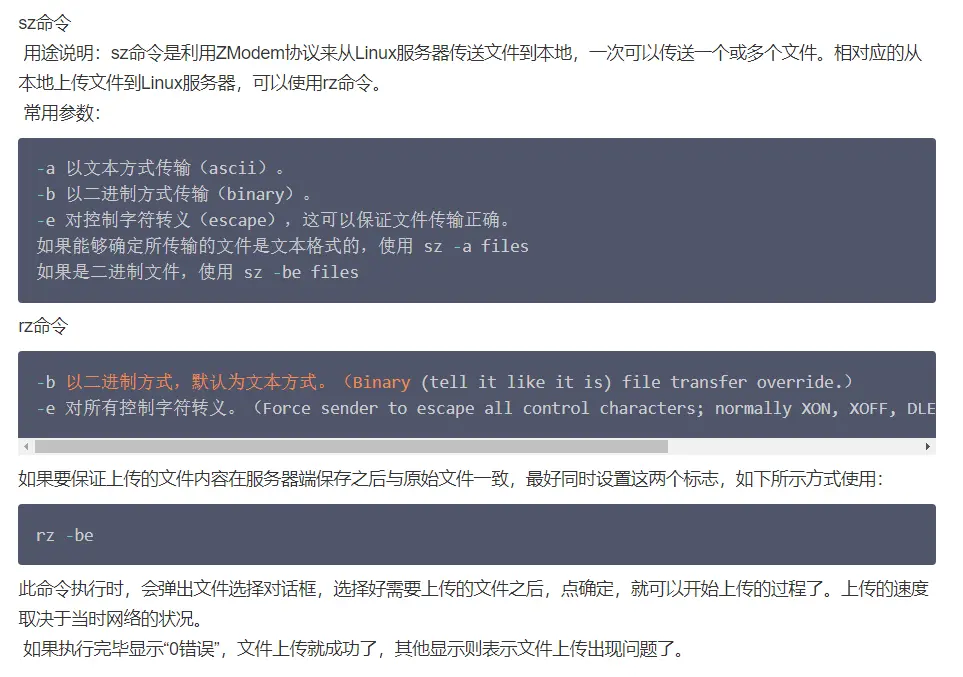 sz命令
用途说明：sz命令是利用ZModem协议来从Linux服务器传送文件到本地，一次可以传送一个或多个文件。相对应的从
本地上传文件到Linux服务器，可以使用rz命令。
常用参数：
-a 以文本方式传输（ascii）。
-b 以二进制方式传输（binary）。
-e 对控制字符转义（escape），这可以保证文件传输正确。
如果能够确定所传输的文件是文本格式的，使用 sz -a files
如果是二进制文件，使用 sz -be files
rz命令
-b 以二进制方式，默认为文本方式。（Binary (tell it like it is) file transfer override.）
-e 对所有控制字符转义。（Force sender to escape all control characters; normally XON, XOFF, DLE
如果要保证上传的文件内容在服务器端保存之后与原始文件一致，最好同时设置这两个标志，如下所示方式使用：
rz -be
此命令执行时，会弹出文件选择对话框，选择好需要上传的文件之后，点确定，就可以开始上传的过程了。上传的速度
取决于当时网络的状况。
如果执行完毕显示“0错误”，文件上传就成功了，其他显示则表示文件上传出现问题了。